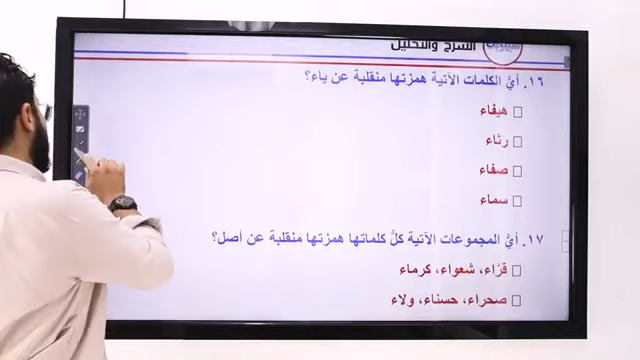 الشرح والتحليل
١٦. أيُّ الكلمات الآتية همزتها منقلبة عن ياء؟
هيفاء
رثاء
صفاء
سماء
١٧. أيُّ المجموعات الآتية كلُّ كلماتها همزتها منقلبة عن أصل؟
قرّاء، شعواء، كرماء
صحراء، حسناء، ولاء